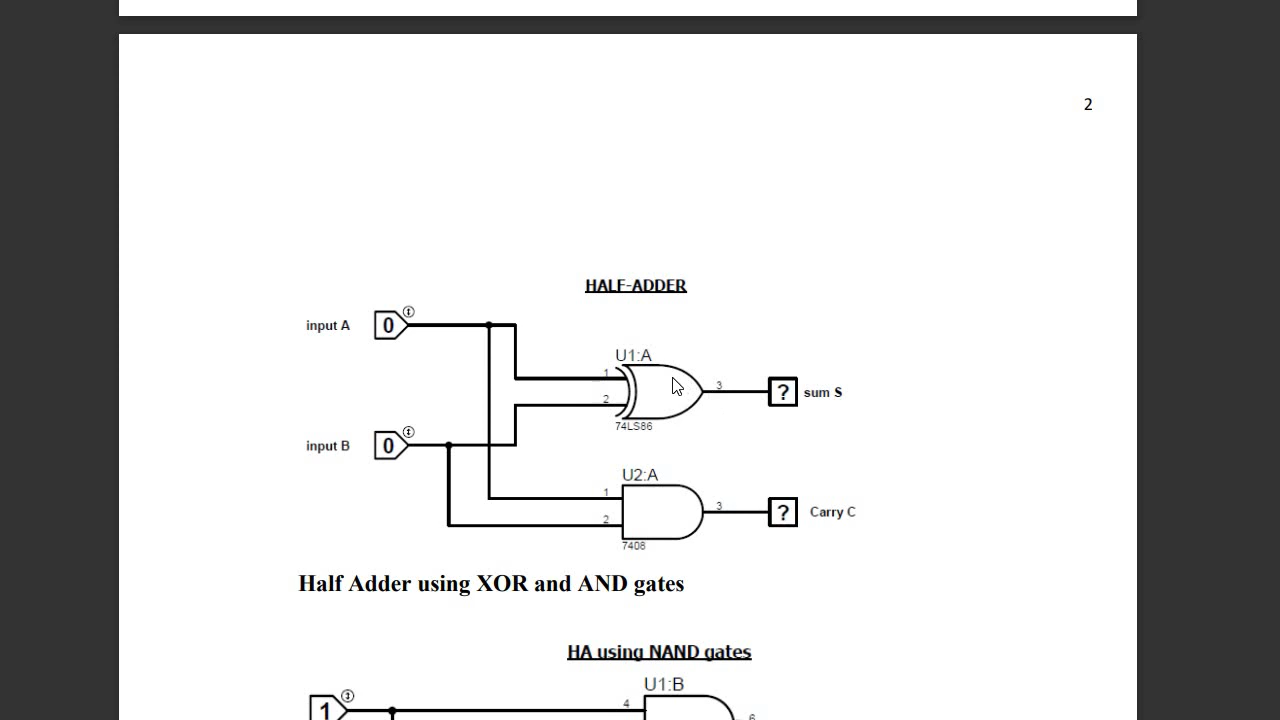 2
HALF-ADDER
input A
0
U1:A
1
2
3
? sum S
74LS86
input B
0
U2:A
1
2
3
? Carry C
7408
Half Adder using XOR and AND gates
HA using NAND gates
U1:B
1
4
6